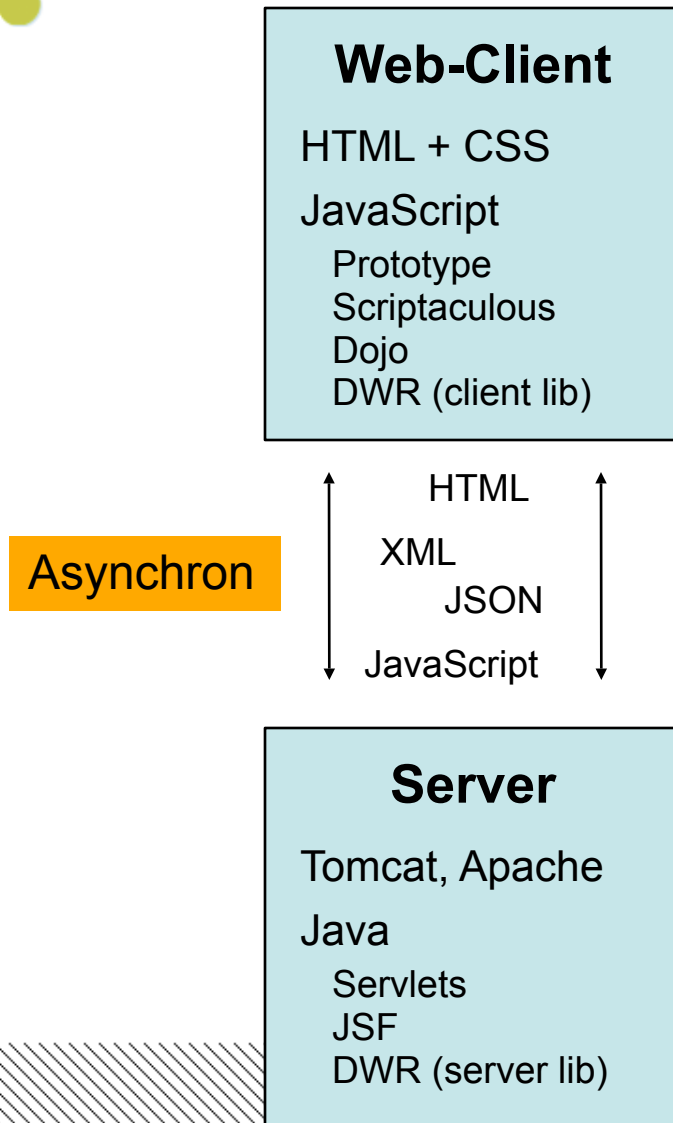 Web-Client
HTML + CSS
JavaScript
Prototype
Scriptaculous
Dojo
DWR (client lib)
HTML
XML
Asynchron
JSON
JavaScript
Server
Tomcat, Apache
Java
Servlets
JSF
DWR (server lib)